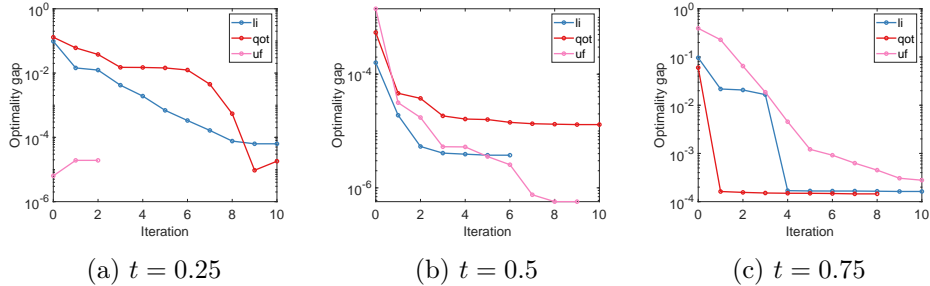 Optimality gap
10^0
10^-2
10^-4
10^-6
0 2 4 6 8 10
Iteration
li
qot
uf
(a) t = 0.25
Optimality gap
10^-4
10^-6
0 2 4 6 8 10
Iteration
li
qot
uf
(b) t = 0.5
Optimality gap
10^0
10^-1
10^-2
10^-3
10^-4
0 2 4 6 8 10
Iteration
li
qot
uf
(c) t = 0.75